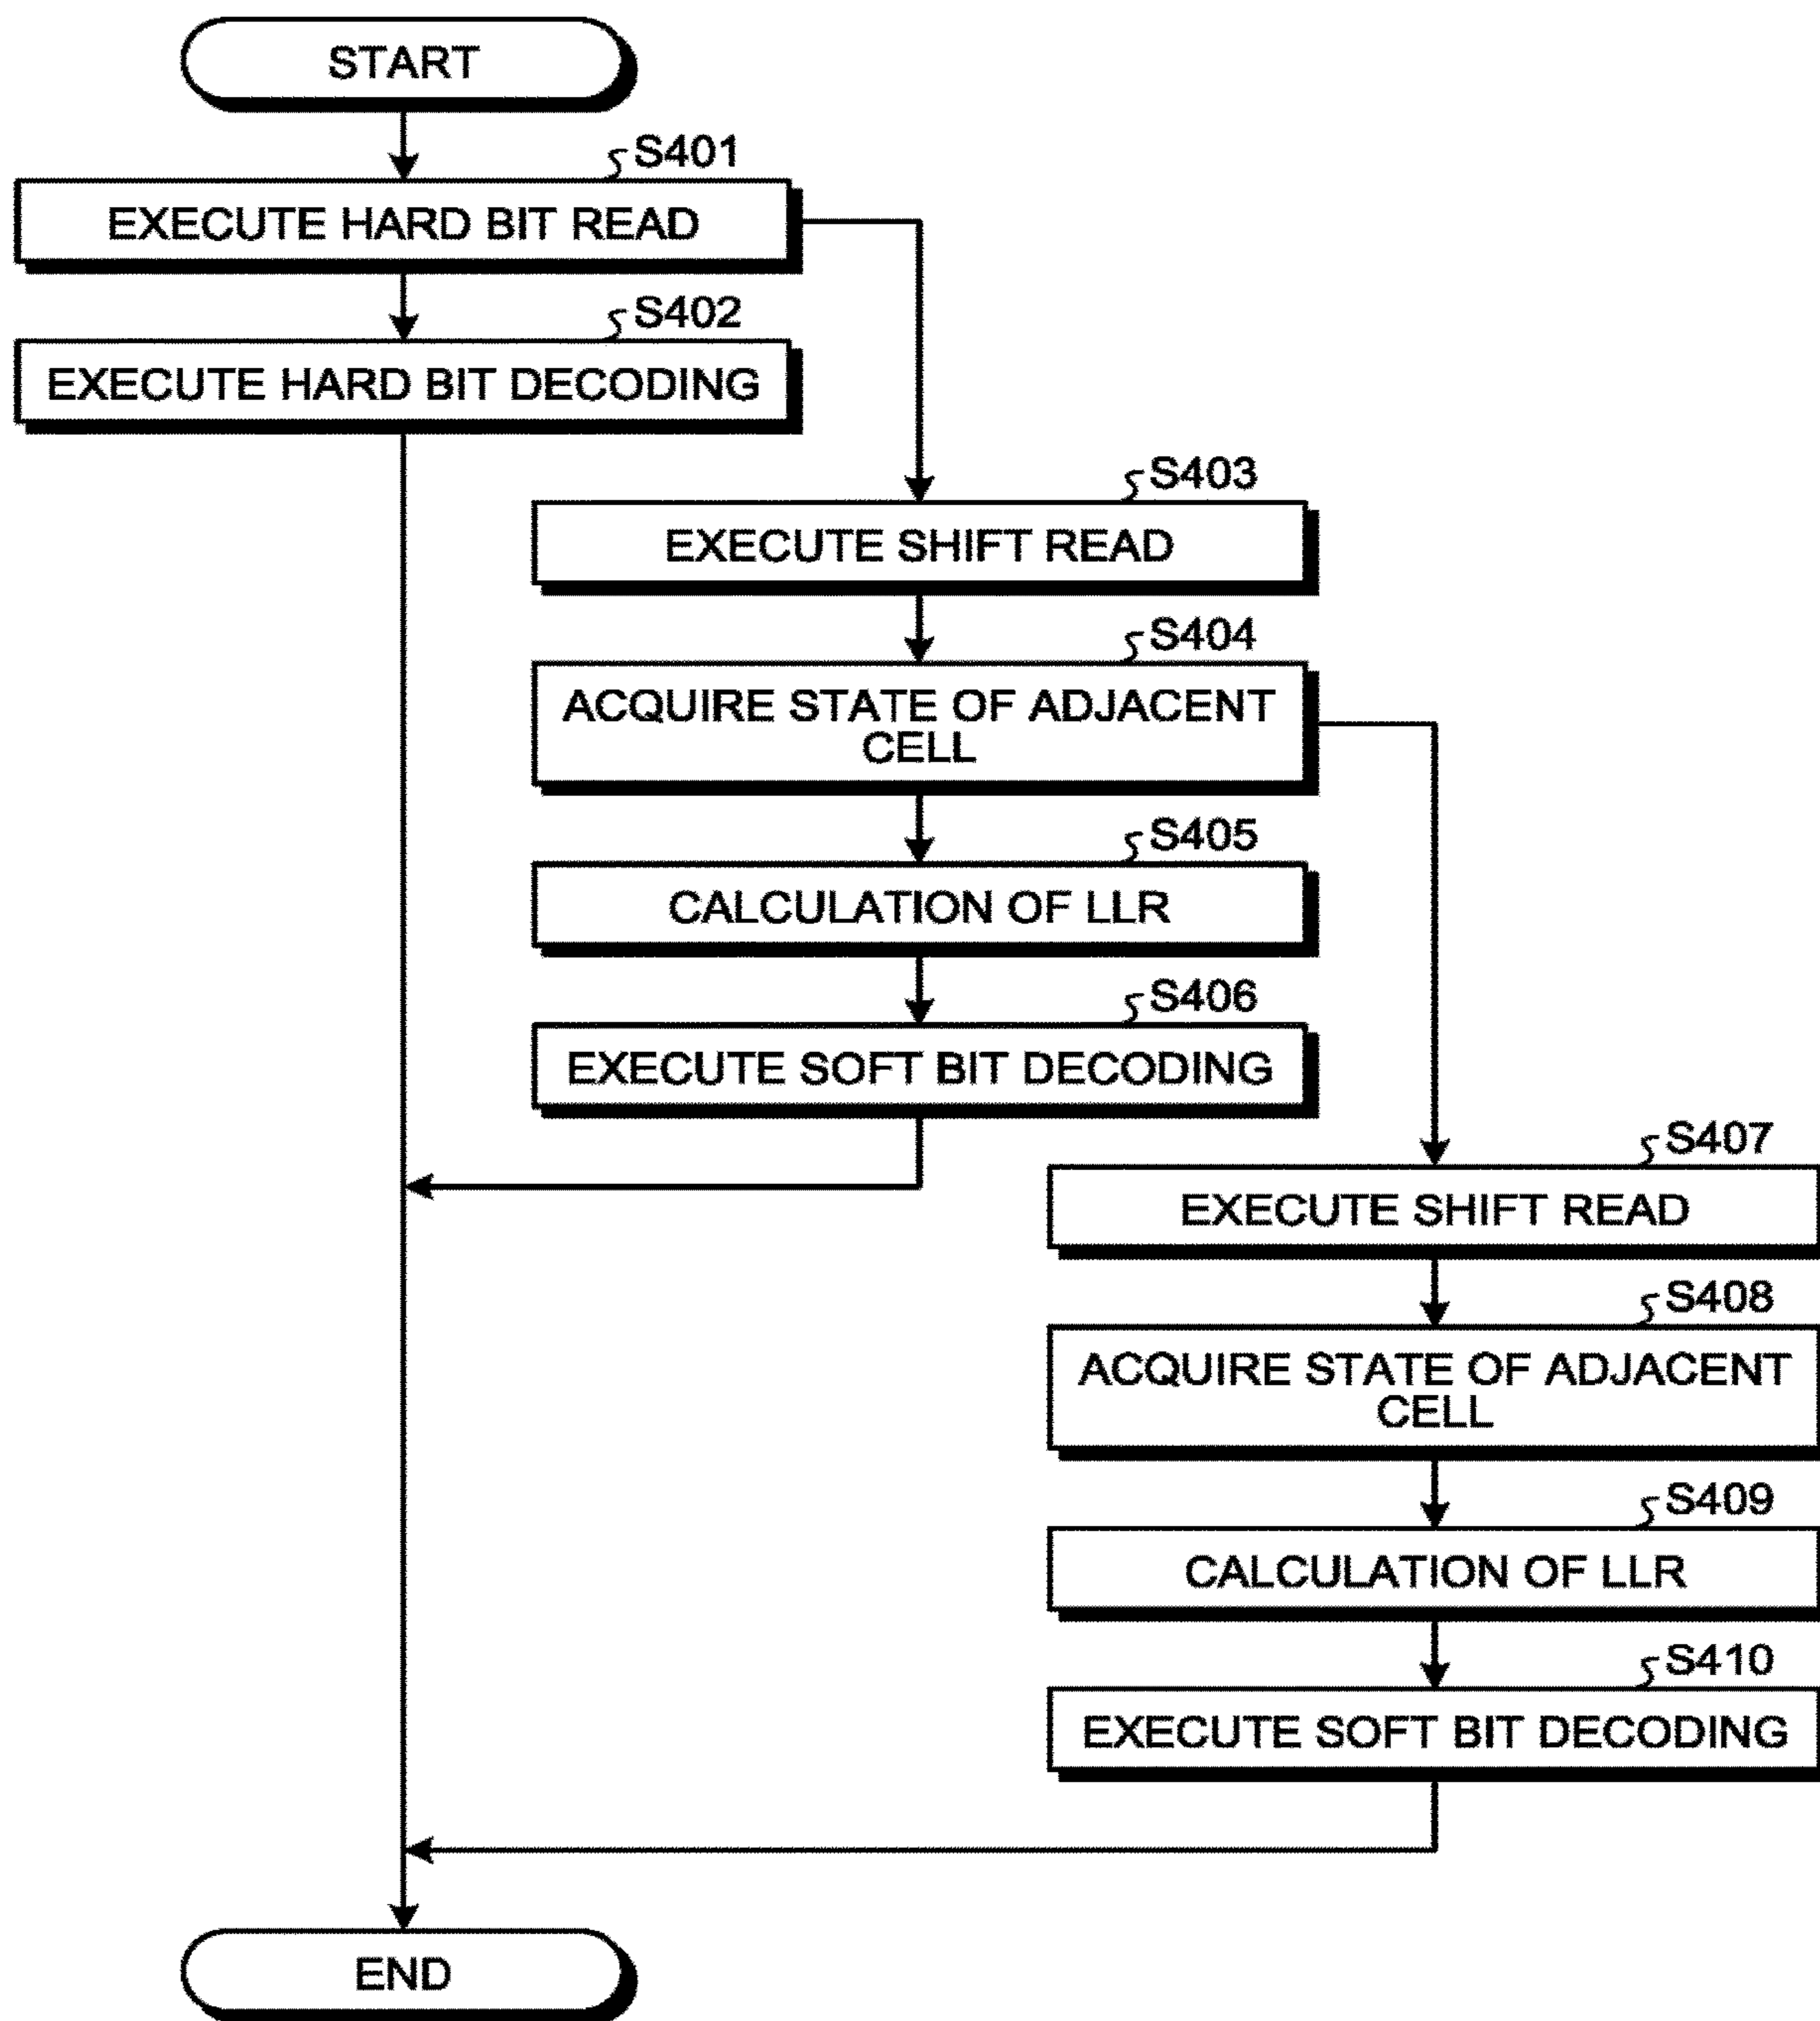 START
S401
EXECUTE HARD BIT READ
S402
EXECUTE HARD BIT DECODING
S403
EXECUTE SHIFT READ
S404
ACQUIRE STATE OF ADJACENT
CELL
S405
CALCULATION OF LLR
S406
EXECUTE SOFT BIT DECODING
S407
EXECUTE SHIFT READ
S408
ACQUIRE STATE OF ADJACENT
CELL
S409
CALCULATION OF LLR
S410
EXECUTE SOFT BIT DECODING
END